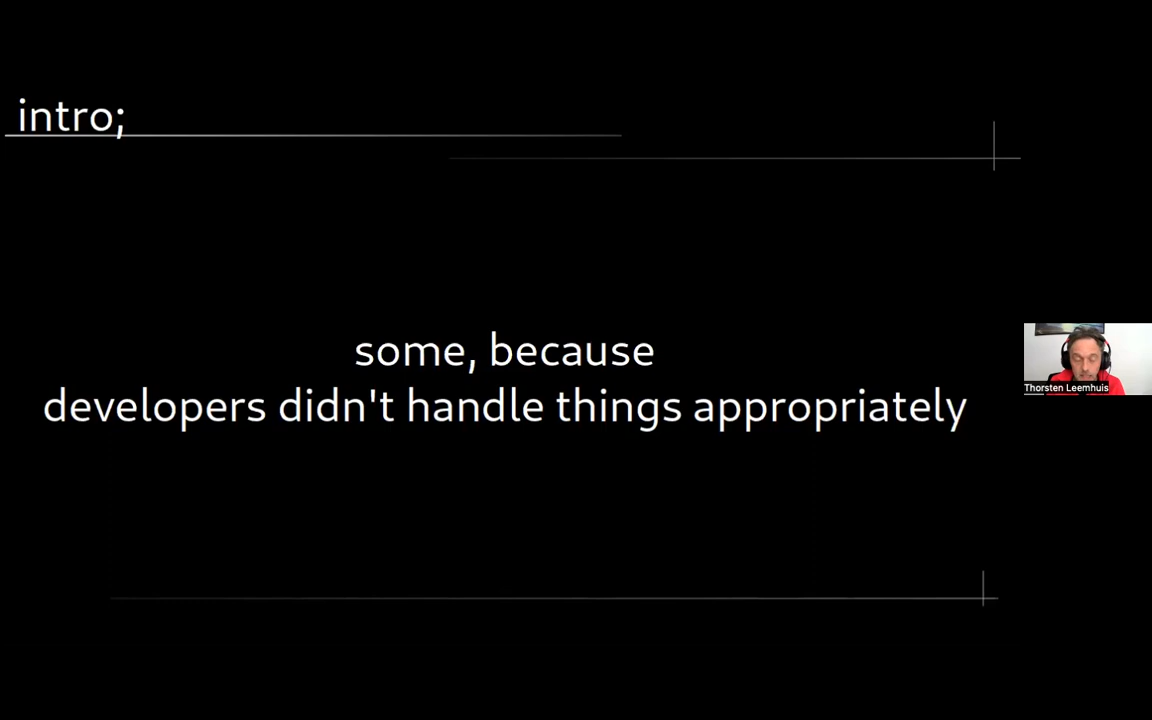 intro;
some, because
developers didn't handle things appropriately
Thorsten Leemhuis